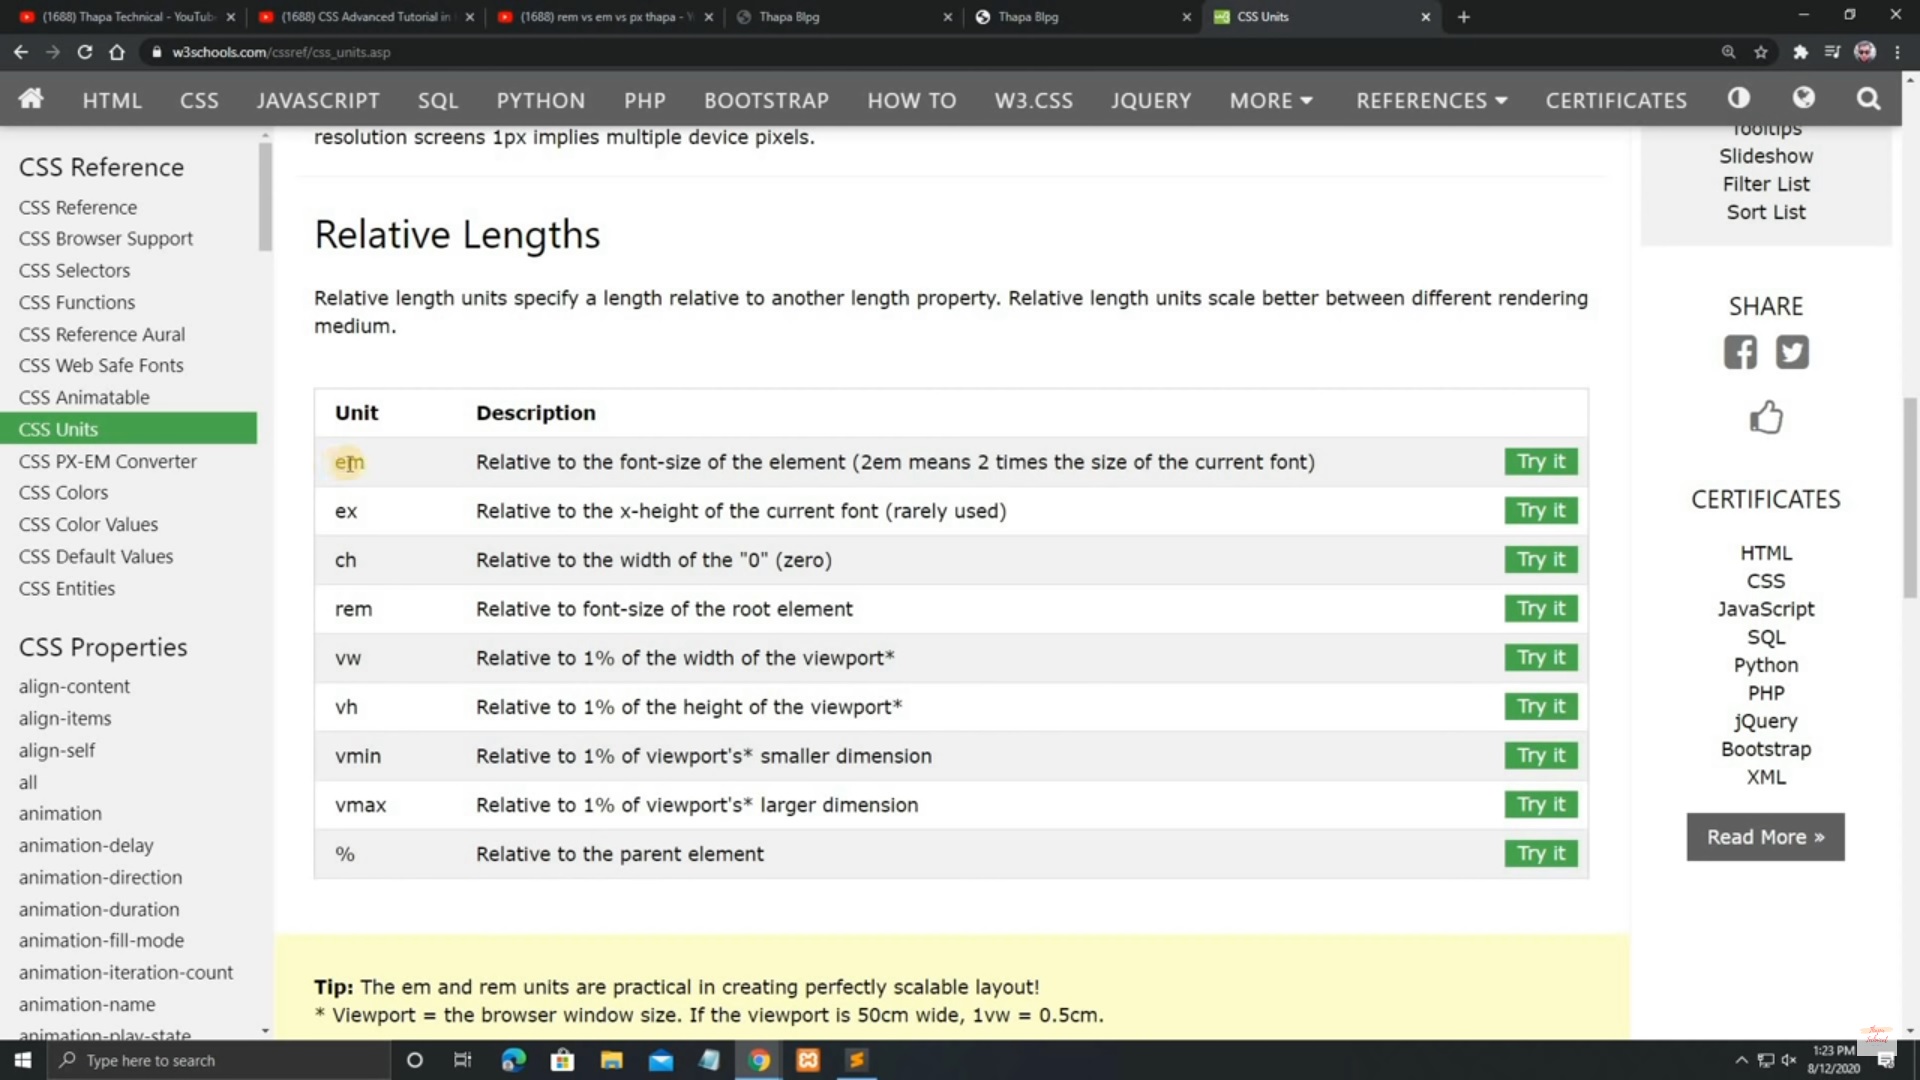 (1688) Thapa Technical - YouTub
(1688) CSS Advanced Tutorial in
(1688) rem vs em vs px thapa - Y
Thapa Blpg
Thapa Blpg
CSS Units
w3schools.com/cssref/css_units.asp
HTML CSS JAVASCRIPT SQL PYTHON PHP BOOTSTRAP HOW TO W3.CSS JQUERY MORE REFERENCES CERTIFICATES
CSS Reference
CSS Reference
CSS Browser Support
CSS Selectors
CSS Functions
CSS Reference Aural
CSS Web Safe Fonts
CSS Animatable
CSS Units
CSS PX-EM Converter
CSS Colors
CSS Color Values
CSS Default Values
CSS Entities
CSS Properties
align-content
align-items
align-self
all
animation
animation-delay
animation-direction
animation-duration
animation-fill-mode
animation-iteration-count
animation-name
animation-play-state
resolution screens 1px implies multiple device pixels.
Relative Lengths
Relative length units specify a length relative to another length property. Relative length units scale better between different rendering
medium.
Unit Description
em Relative to the font-size of the element (2em means 2 times the size of the current font) Try it
ex Relative to the x-height of the current font (rarely used) Try it
ch Relative to the width of the "0" (zero) Try it
rem Relative to font-size of the root element Try it
vw Relative to 1% of the width of the viewport* Try it
vh Relative to 1% of the height of the viewport* Try it
vmin Relative to 1% of viewport's* smaller dimension Try it
vmax Relative to 1% of viewport's* larger dimension Try it
% Relative to the parent element Try it
Tip: The em and rem units are practical in creating perfectly scalable layout!
* Viewport = the browser window size. If the viewport is 50cm wide, 1vw = 0.5cm.
Tooltips
Slideshow
Filter List
Sort List
SHARE
CERTIFICATES
HTML
CSS
JavaScript
SQL
Python
PHP
jQuery
Bootstrap
XML
Read More »
Type here to search
1:23 PM
8/12/2020